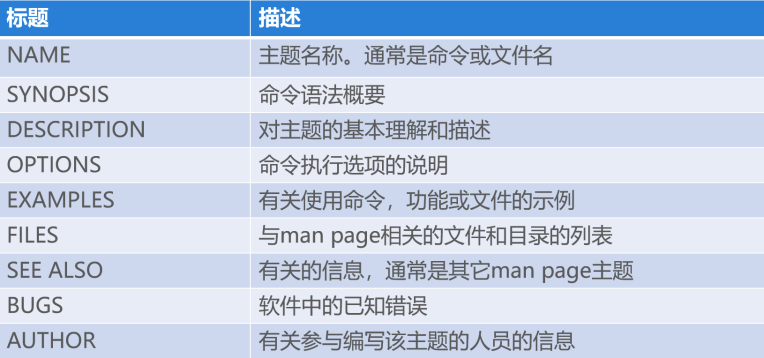 标题 描述
NAME 主题名称。通常是命令或文件名
SYNOPSIS 命令语法概要
DESCRIPTION 对主题的基本理解和描述
OPTIONS 命令执行选项的说明
EXAMPLES 有关使用命令，功能或文件的示例
FILES 与man page相关的文件和目录的列表
SEE ALSO 有关的信息，通常是其它man page主题
BUGS 软件中的已知错误
AUTHOR 有关参与编写该主题的人员的信息